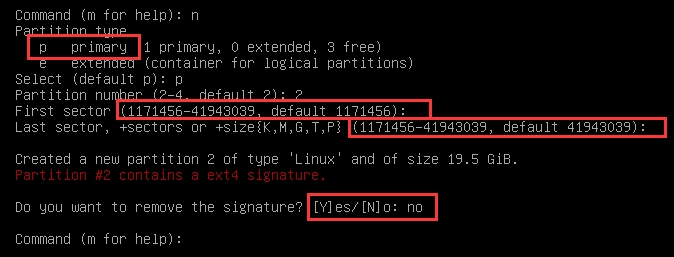 Command (m for help): n
Partition type
p primary (1 primary, 0 extended, 3 free)
e extended (container for logical partitions)
Select (default p): p
Partition number (2-4, default 2): 2
First sector (1171456-41943039, default 1171456):
Last sector, +sectors or +size{K,M,G,T,P} (1171456-41943039, default 41943039):
Created a new partition 2 of type 'Linux' and of size 19.5 GiB.
Partition #2 contains a ext4 signature.
Do you want to remove the signature? [Y]es/[N]o: no
Command (m for help):